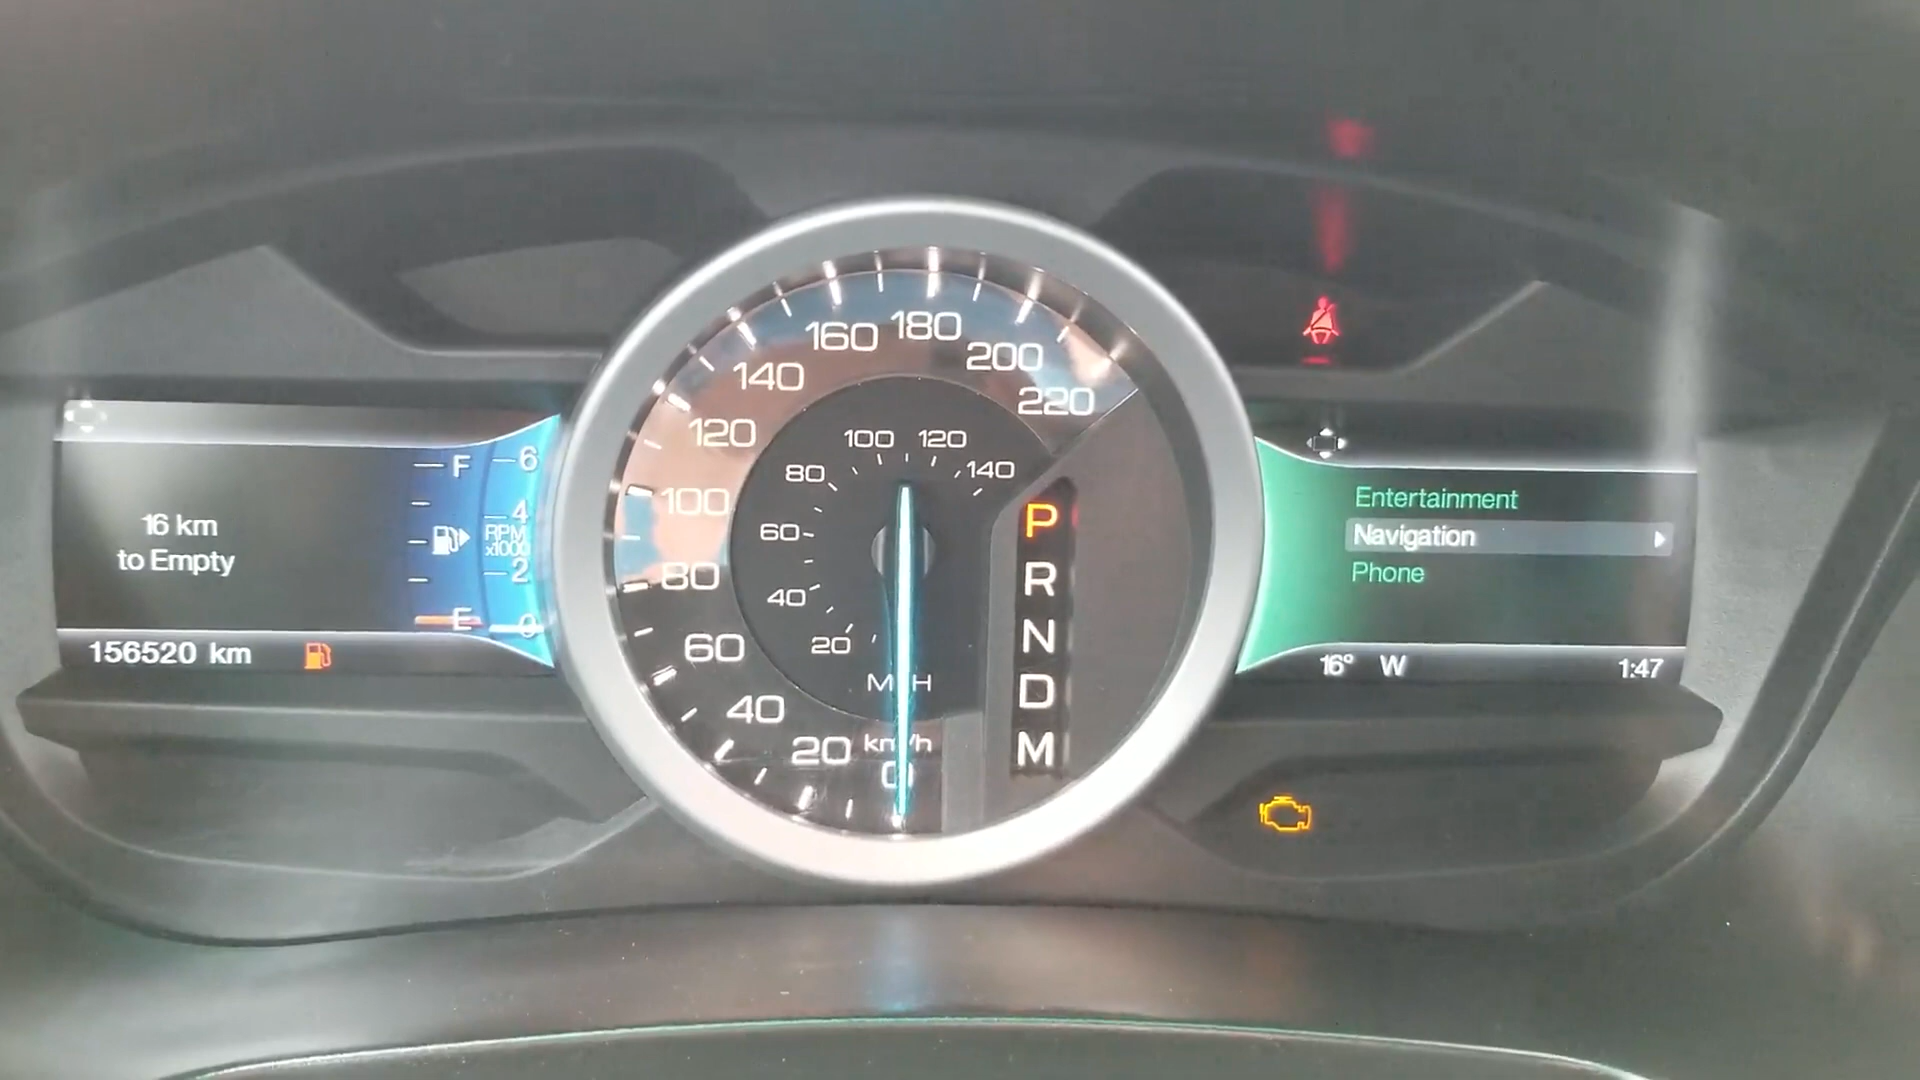 16 km
to Empty
F
E
6
4
RPM
x1000
2
0
156520 km
220
200
180
160
140
120
100
80
60
40
20
km/h
0
140
120
100
80
60
40
20
MPH
P
R
N
D
M
Entertainment
Navigation
Phone
16° W
1:47